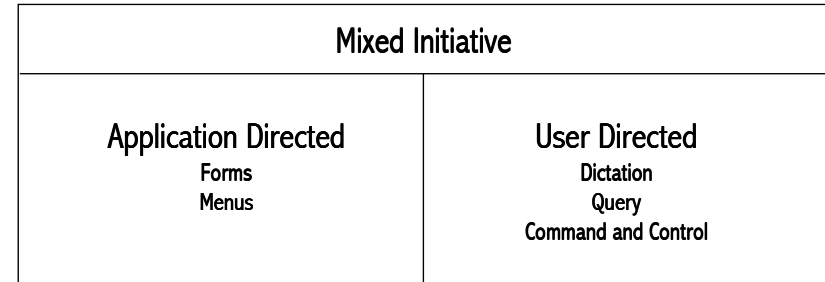 Mixed Initiative
Application Directed
Forms
Menus
User Directed
Dictation
Query
Command and Control